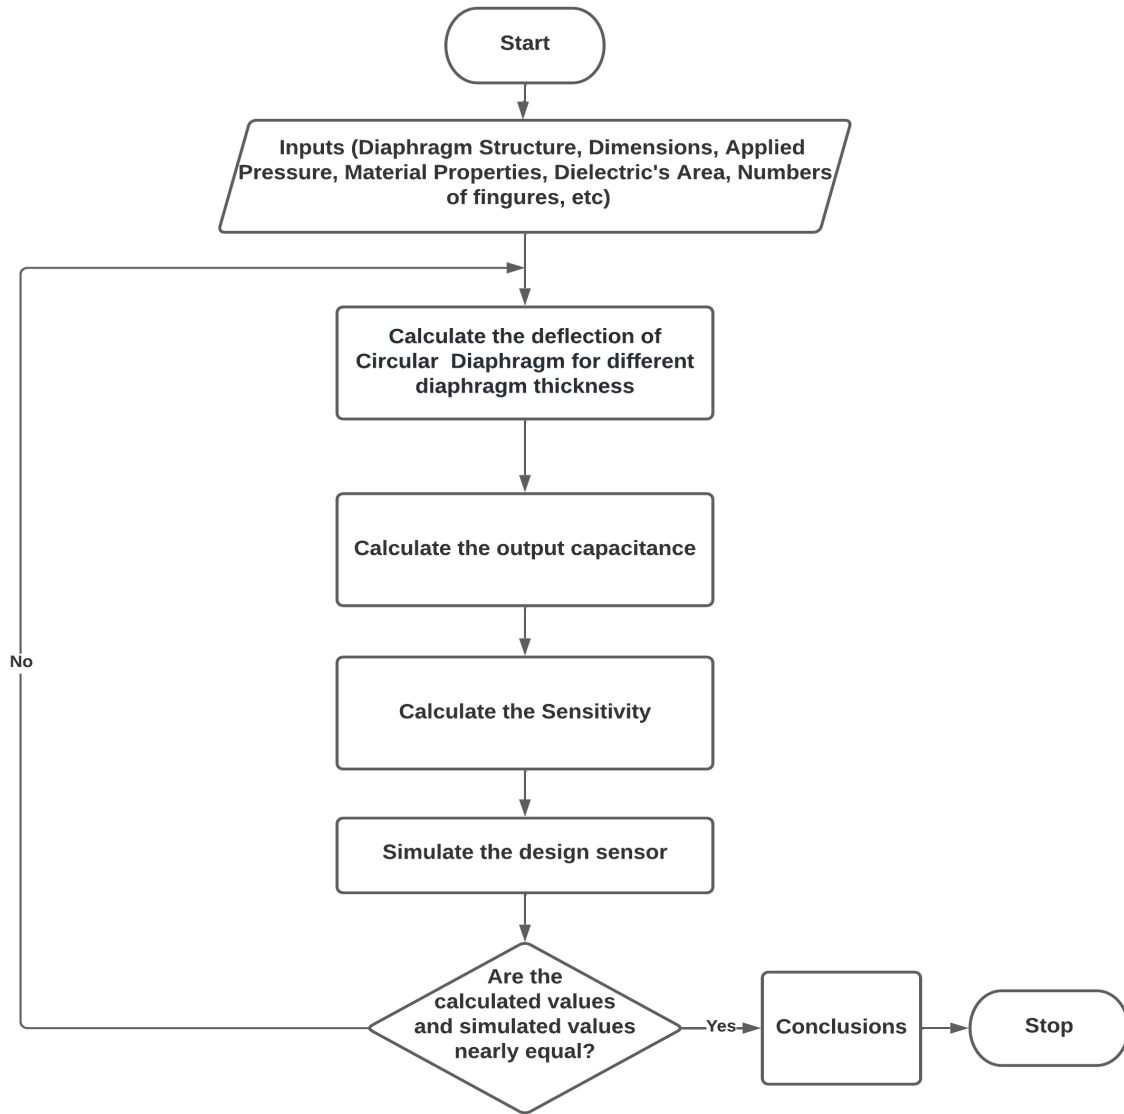 Start
Inputs (Diaphragm Structure, Dimensions, Applied
Pressure, Material Properties, Dielectric's Area, Numbers
of fingures, etc)
Calculate the deflection of
Circular  Diaphragm for different
diaphragm thickness
Calculate the output capacitance
No
Calculate the Sensitivity
Simulate the design sensor
Are the
calculated values
and simulated values
nearly equal?
Yes
Conclusions
Stop